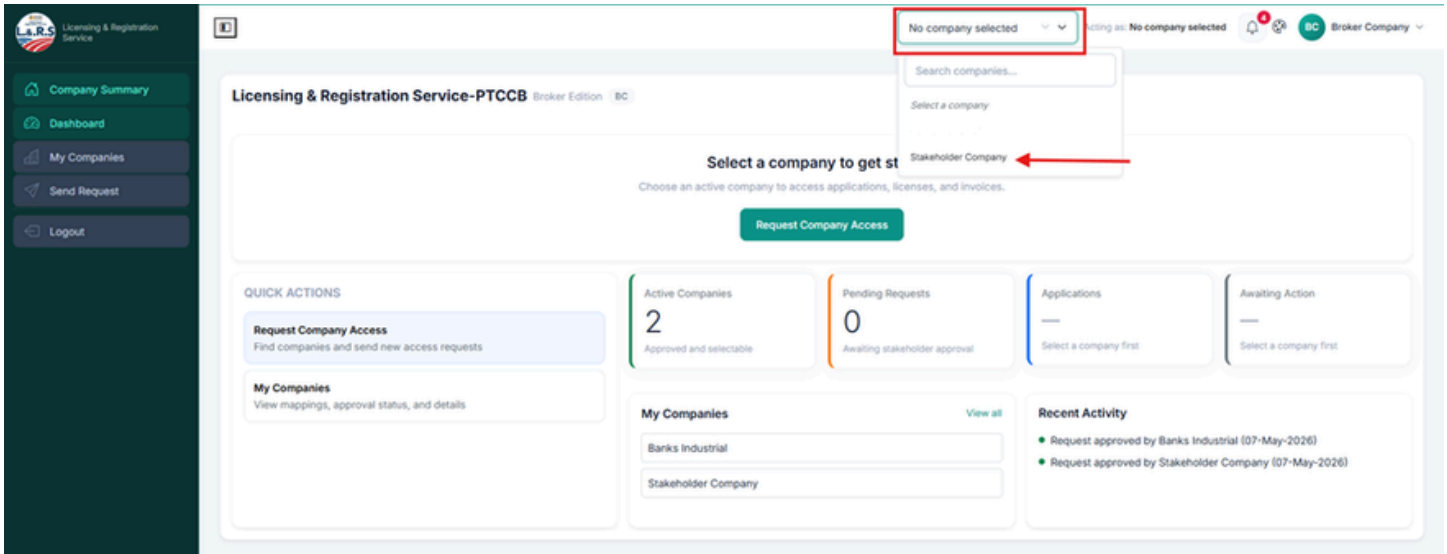 L.&.R.S
Licensing & Registration
Service
No company selected
Acting as: No company selected
4
BC
Broker Company
Company Summary
Dashboard
My Companies
Send Request
Logout
Search companies...
Select a company
Stakeholder Company
Licensing & Registration Service-PTCCB Broker Edition BC
Select a company to get st
Choose an active company to access applications, licenses, and invoices.
Request Company Access
QUICK ACTIONS
Request Company Access
Find companies and send new access requests
My Companies
View mappings, approval status, and details
Active Companies
2
Approved and selectable
Pending Requests
0
Awaiting stakeholder approval
Applications
—
Select a company first
Awaiting Action
—
Select a company first
My Companies
View all
Banks Industrial
Stakeholder Company
Recent Activity
Request approved by Banks Industrial (07-May-2026)
Request approved by Stakeholder Company (07-May-2026)